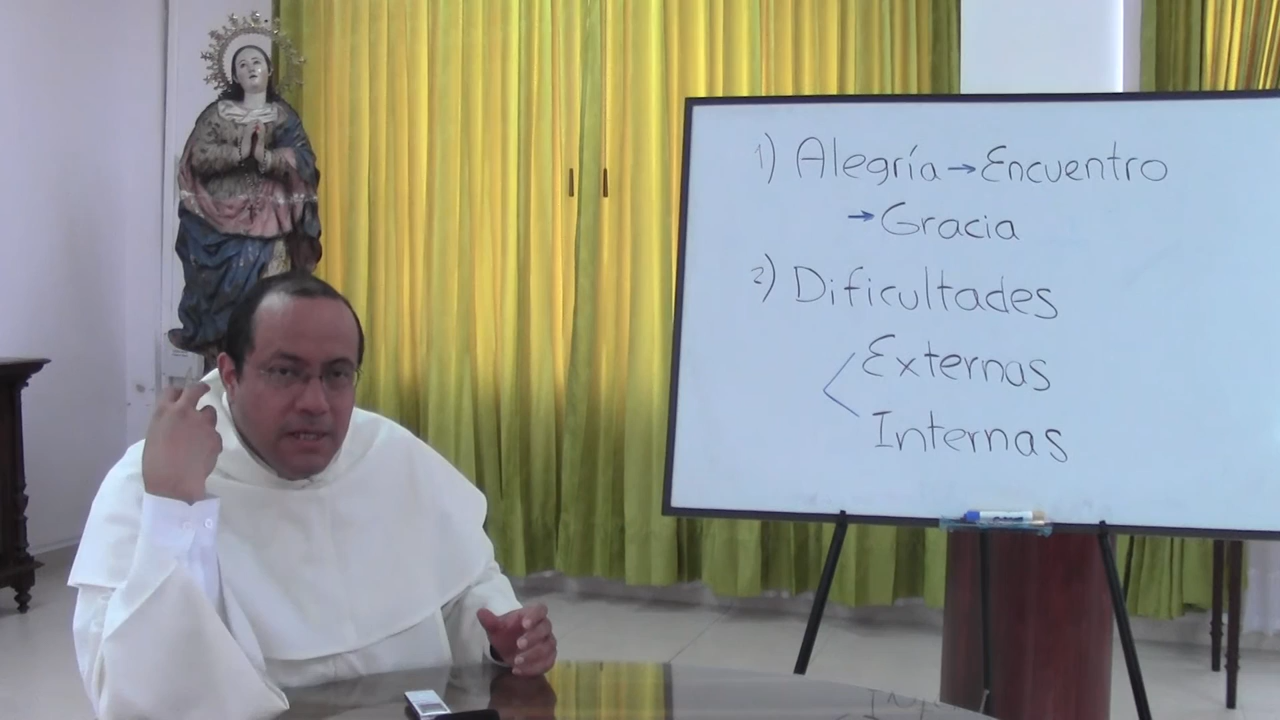 1) Alegría → Encuentro
→ Gracia
2) Dificultades
Externas
Internas